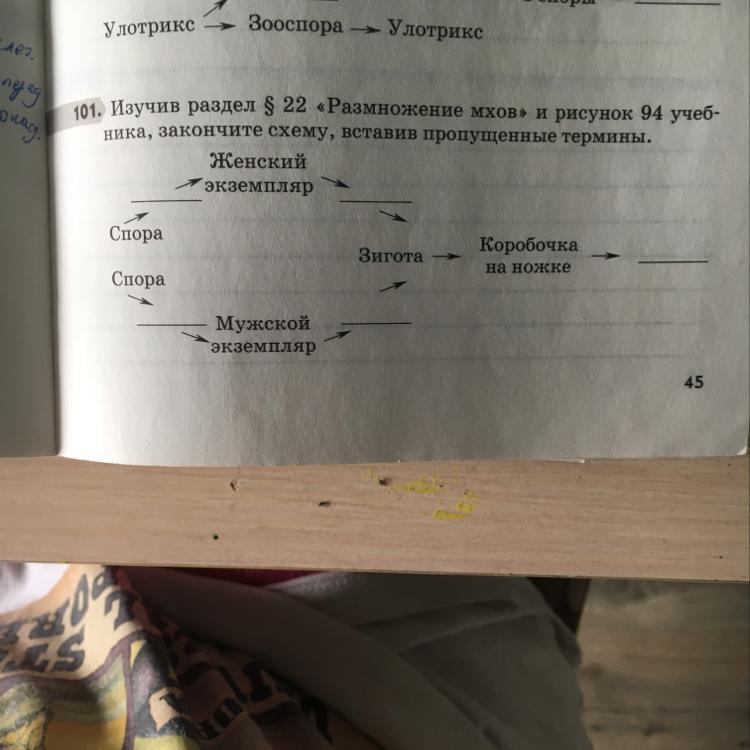 Улотрикс → Зооспора → Улотрикс
101. Изучив раздел § 22 «Размножение мхов» и рисунок 94 учеб-
ника, закончите схему, вставив пропущенные термины.
Женский
экземпляр
Спора
Зигота → Коробочка
на ножке →
Спора
Мужской
экземпляр
45